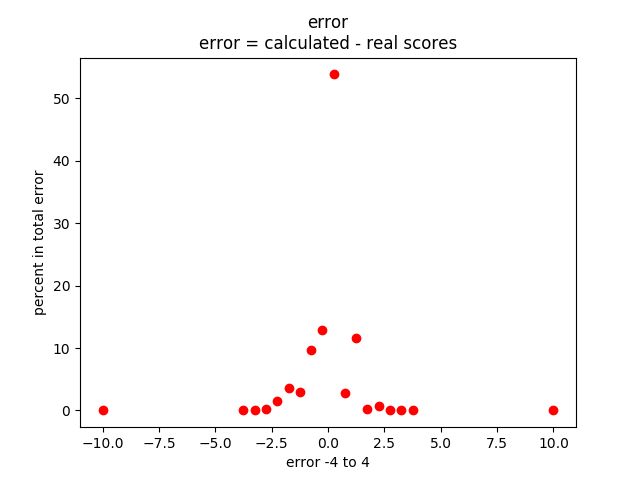 error
error = calculated - real scores
percent in total error
50
40
30
20
10
0
−10.0 −7.5 −5.0 −2.5 0.0 2.5 5.0 7.5 10.0
error -4 to 4